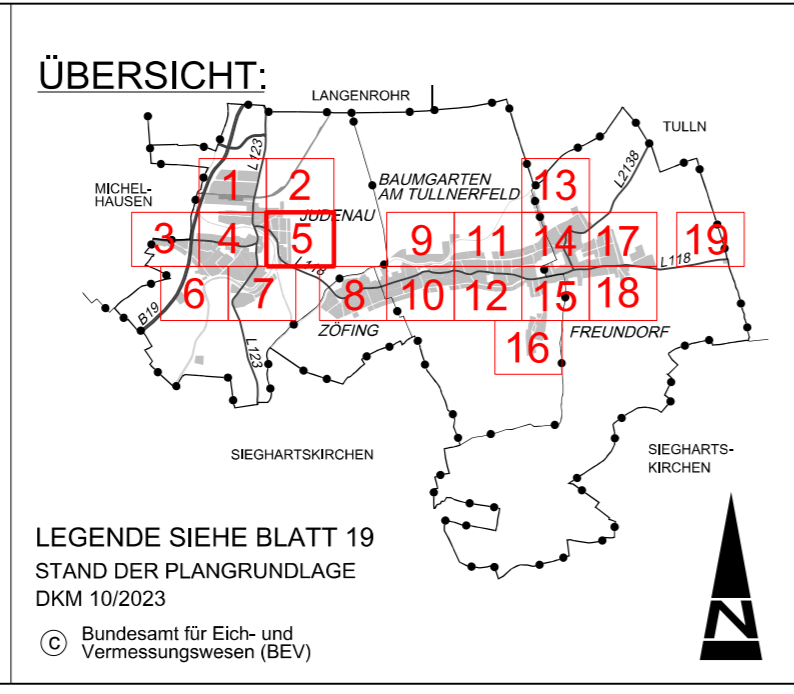 ÜBERSICHT:
LANGENROHR
TULLN
L123
L2138
MICHEL-
HAUSEN
BAUMGARTEN
AM TULLNERFELD
JUDENAU
1
2
13
3
4
5
9
11
14
17
19
L118
L118
6
7
8
10
12
15
18
B19
L123
ZÖFING
16
FREUNDORF
SIEGHARTSKIRCHEN
SIEGHARTS-
KIRCHEN
LEGENDE SIEHE BLATT 19
STAND DER PLANGRUNDLAGE
DKM 10/2023
C Bundesamt für Eich- und
Vermessungswesen (BEV)
N